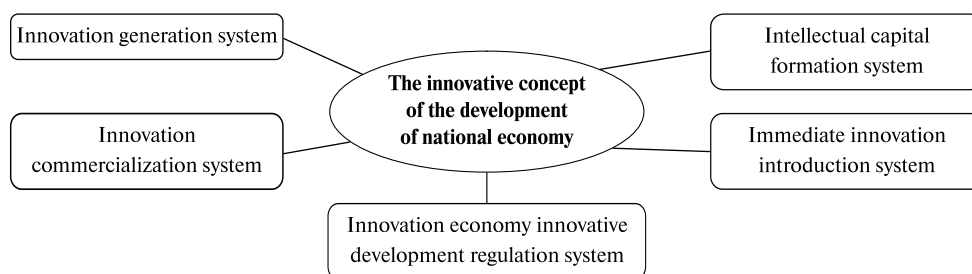 Innovation generation system
Intellectual capital
formation system
The innovative concept
of the development
of national economy
Innovation
commercialization system
Immediate innovation
introduction system
Innovation economy innovative
development regulation system